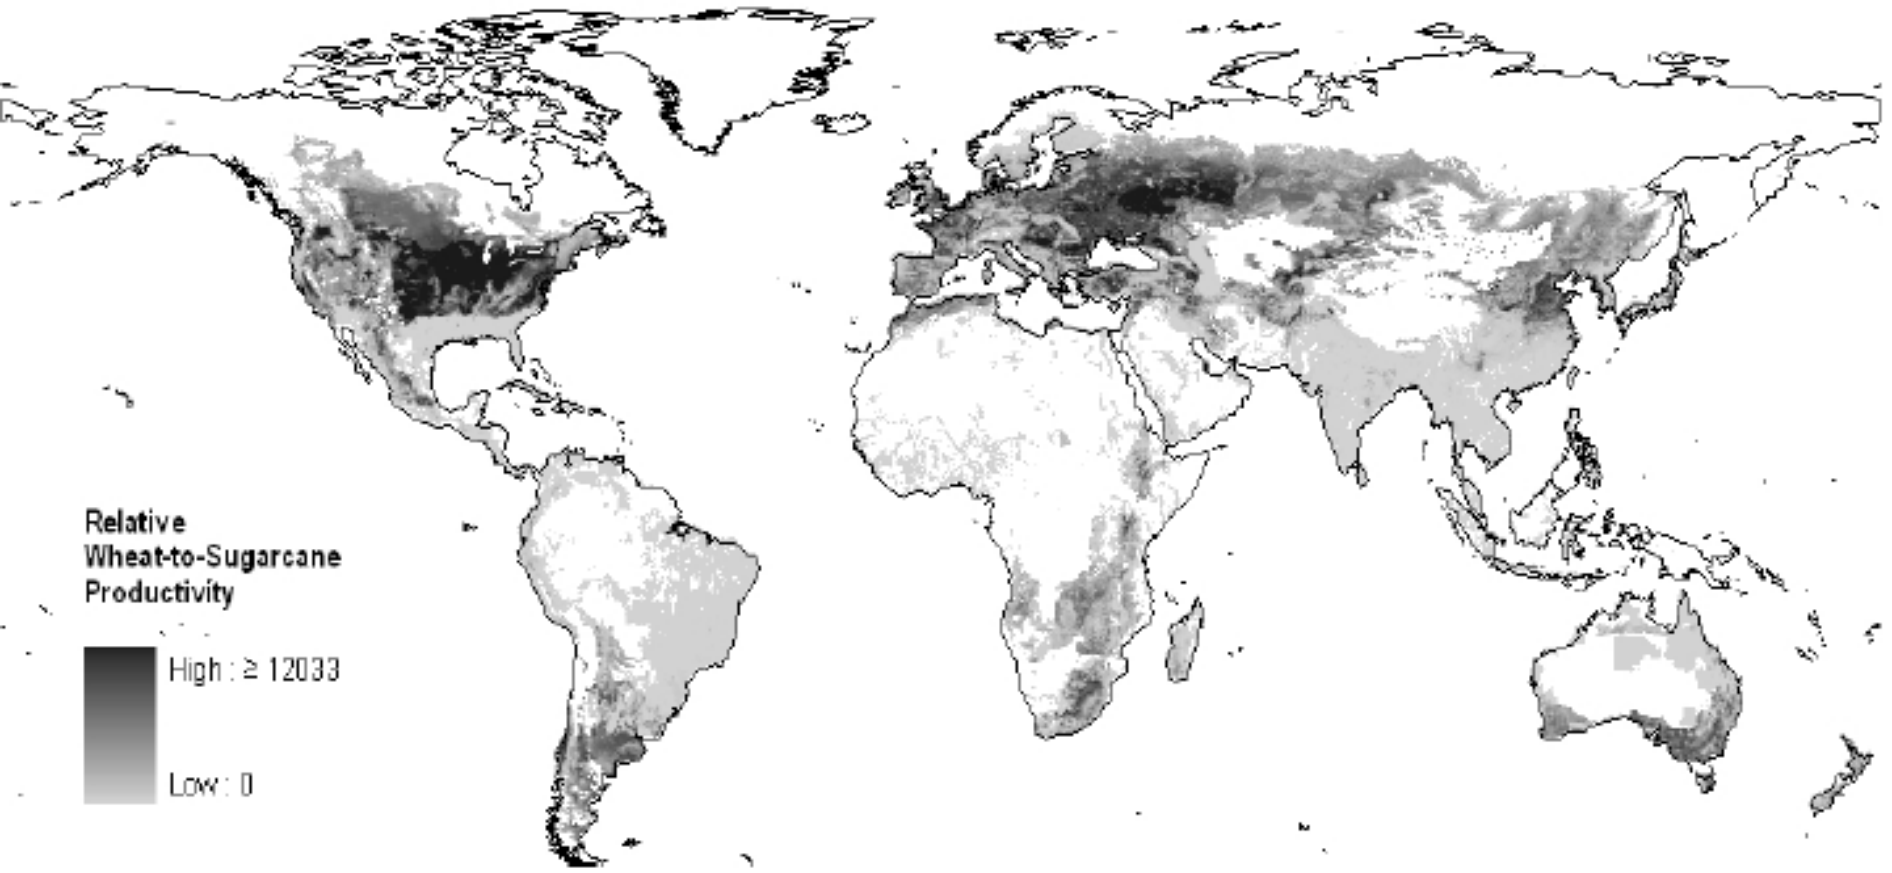 Relative
Wheat-to-Sugarcane
Productivity
High : ≥ 12033
Low : 0